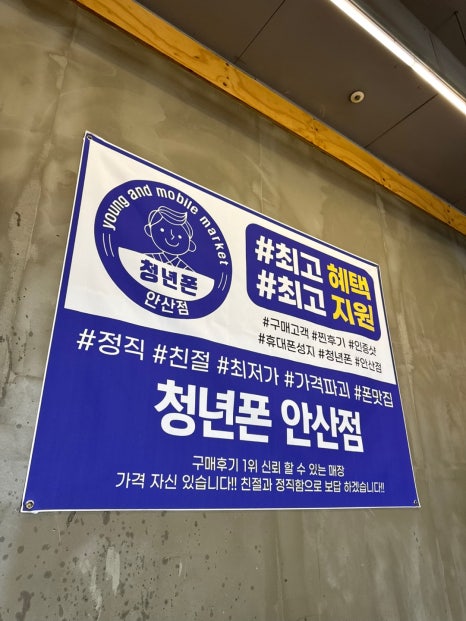 young and mobile market
청년폰
안산점
#최고 혜택
#최고 지원
#구매고객 #찐후기 #인증샷
#휴대폰성지 #청년폰 #안산점
#정직 #친절 #최저가 #가격파괴 #폰맛집
청년폰 안산점
구매후기 1위 신뢰 할 수 있는 매장
가격 자신 있습니다!! 친절과 정직함으로 보답 하겠습니다!!